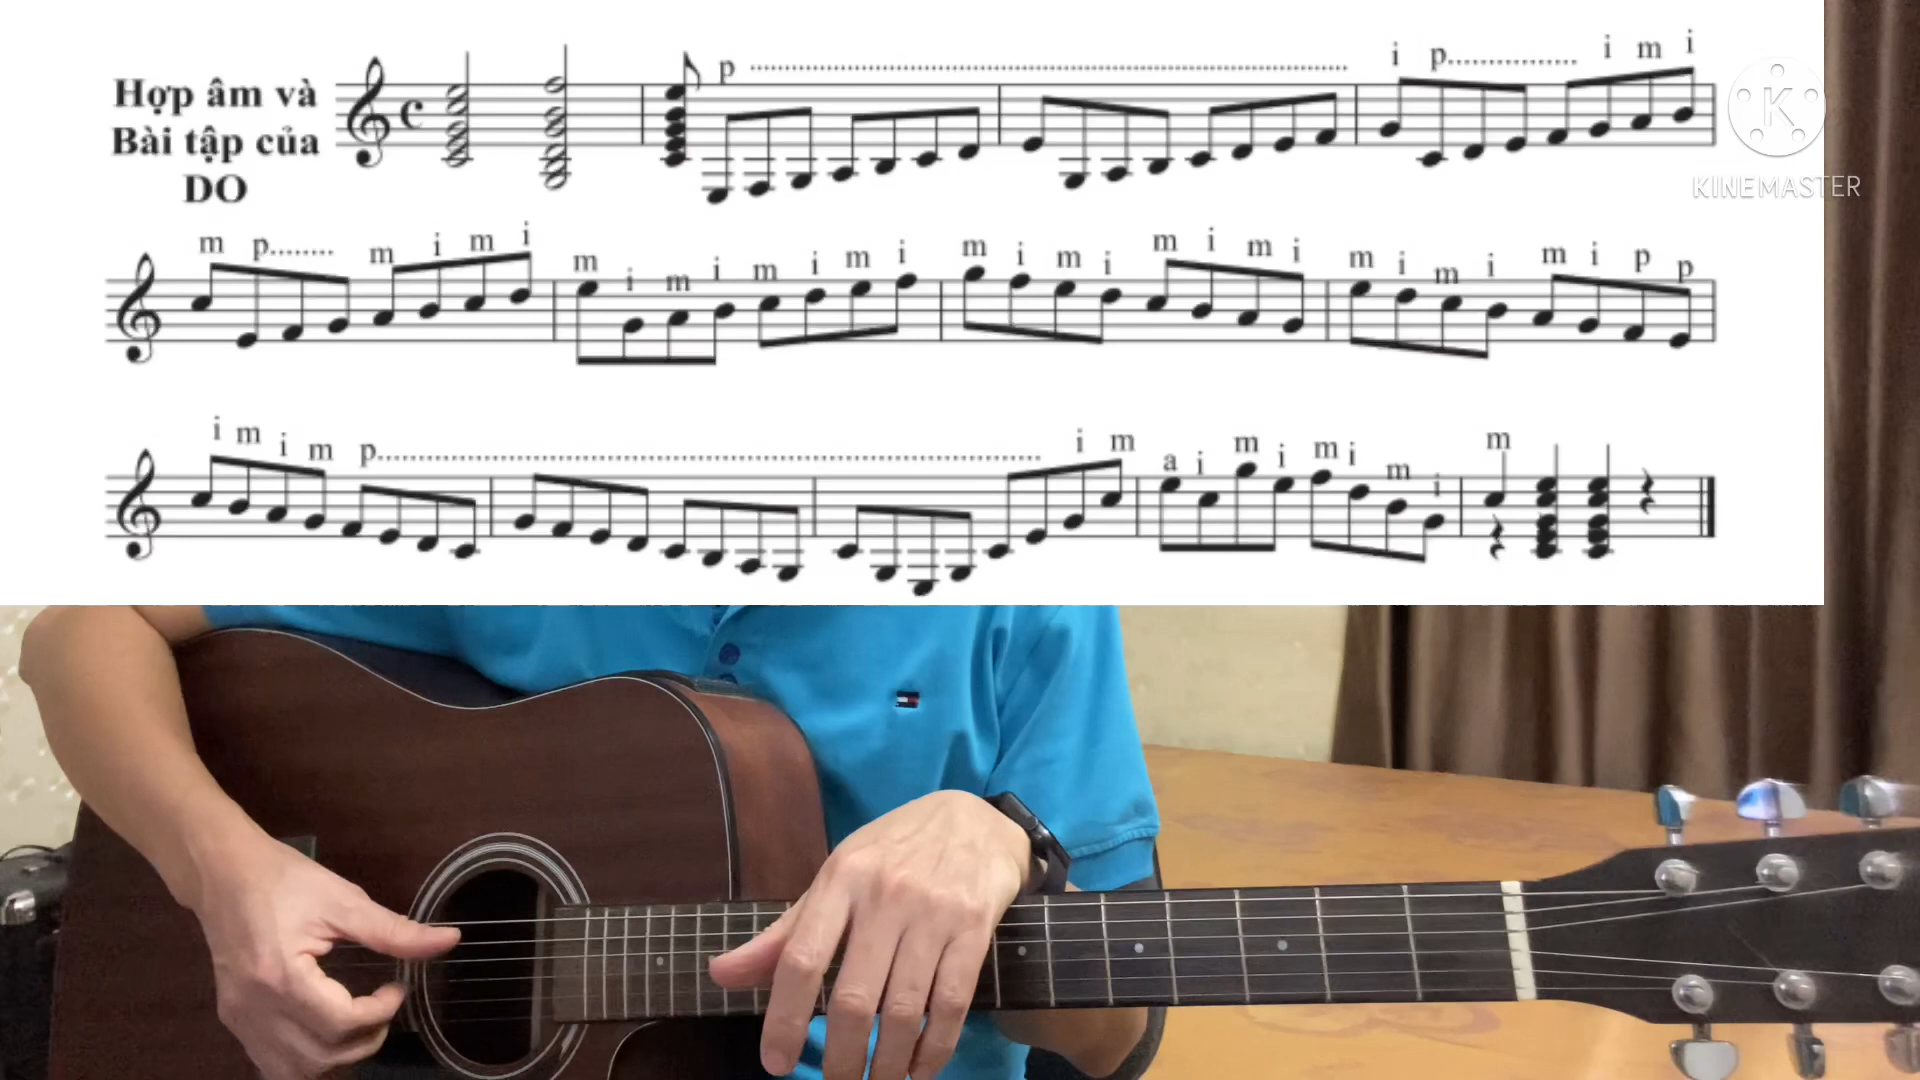 Hợp âm và
Bài tập của
DO
p
i p i m i
m p m i m i m i m i m i m i m i m i m i m i m i m i m i p p
i m i m p i m a i m i m i m i m
K
KINEMASTER